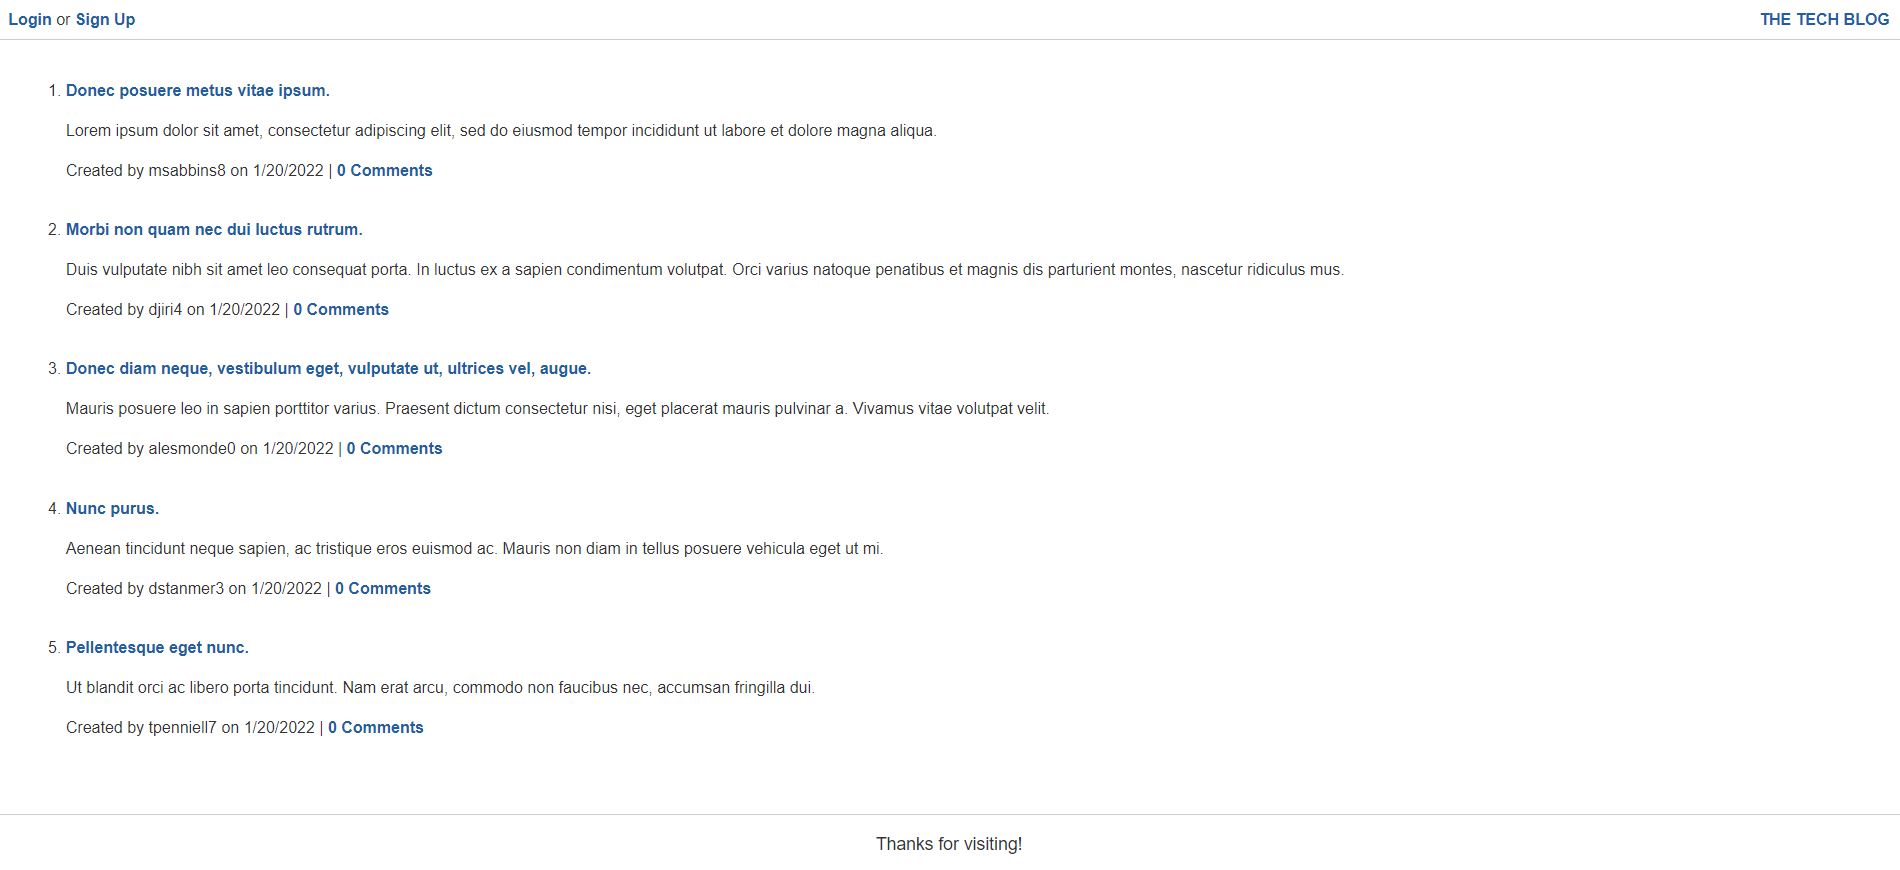 Login or Sign Up THE TECH BLOG
1. Donec posuere metus vitae ipsum.
Lorem ipsum dolor sit amet, consectetur adipiscing elit, sed do eiusmod tempor incididunt ut labore et dolore magna aliqua.
Created by msabbins8 on 1/20/2022 | 0 Comments
2. Morbi non quam nec dui luctus rutrum.
Duis vulputate nibh sit amet leo consequat porta. In luctus ex a sapien condimentum volutpat. Orci varius natoque penatibus et magnis dis parturient montes, nascetur ridiculus mus.
Created by djiri4 on 1/20/2022 | 0 Comments
3. Donec diam neque, vestibulum eget, vulputate ut, ultrices vel, augue.
Mauris posuere leo in sapien porttitor varius. Praesent dictum consectetur nisi, eget placerat mauris pulvinar a. Vivamus vitae volutpat velit.
Created by alesmonde0 on 1/20/2022 | 0 Comments
4. Nunc purus.
Aenean tincidunt neque sapien, ac tristique eros euismod ac. Mauris non diam in tellus posuere vehicula eget ut mi.
Created by dstanmer3 on 1/20/2022 | 0 Comments
5. Pellentesque eget nunc.
Ut blandit orci ac libero porta tincidunt. Nam erat arcu, commodo non faucibus nec, accumsan fringilla dui.
Created by tpenniell7 on 1/20/2022 | 0 Comments
Thanks for visiting!